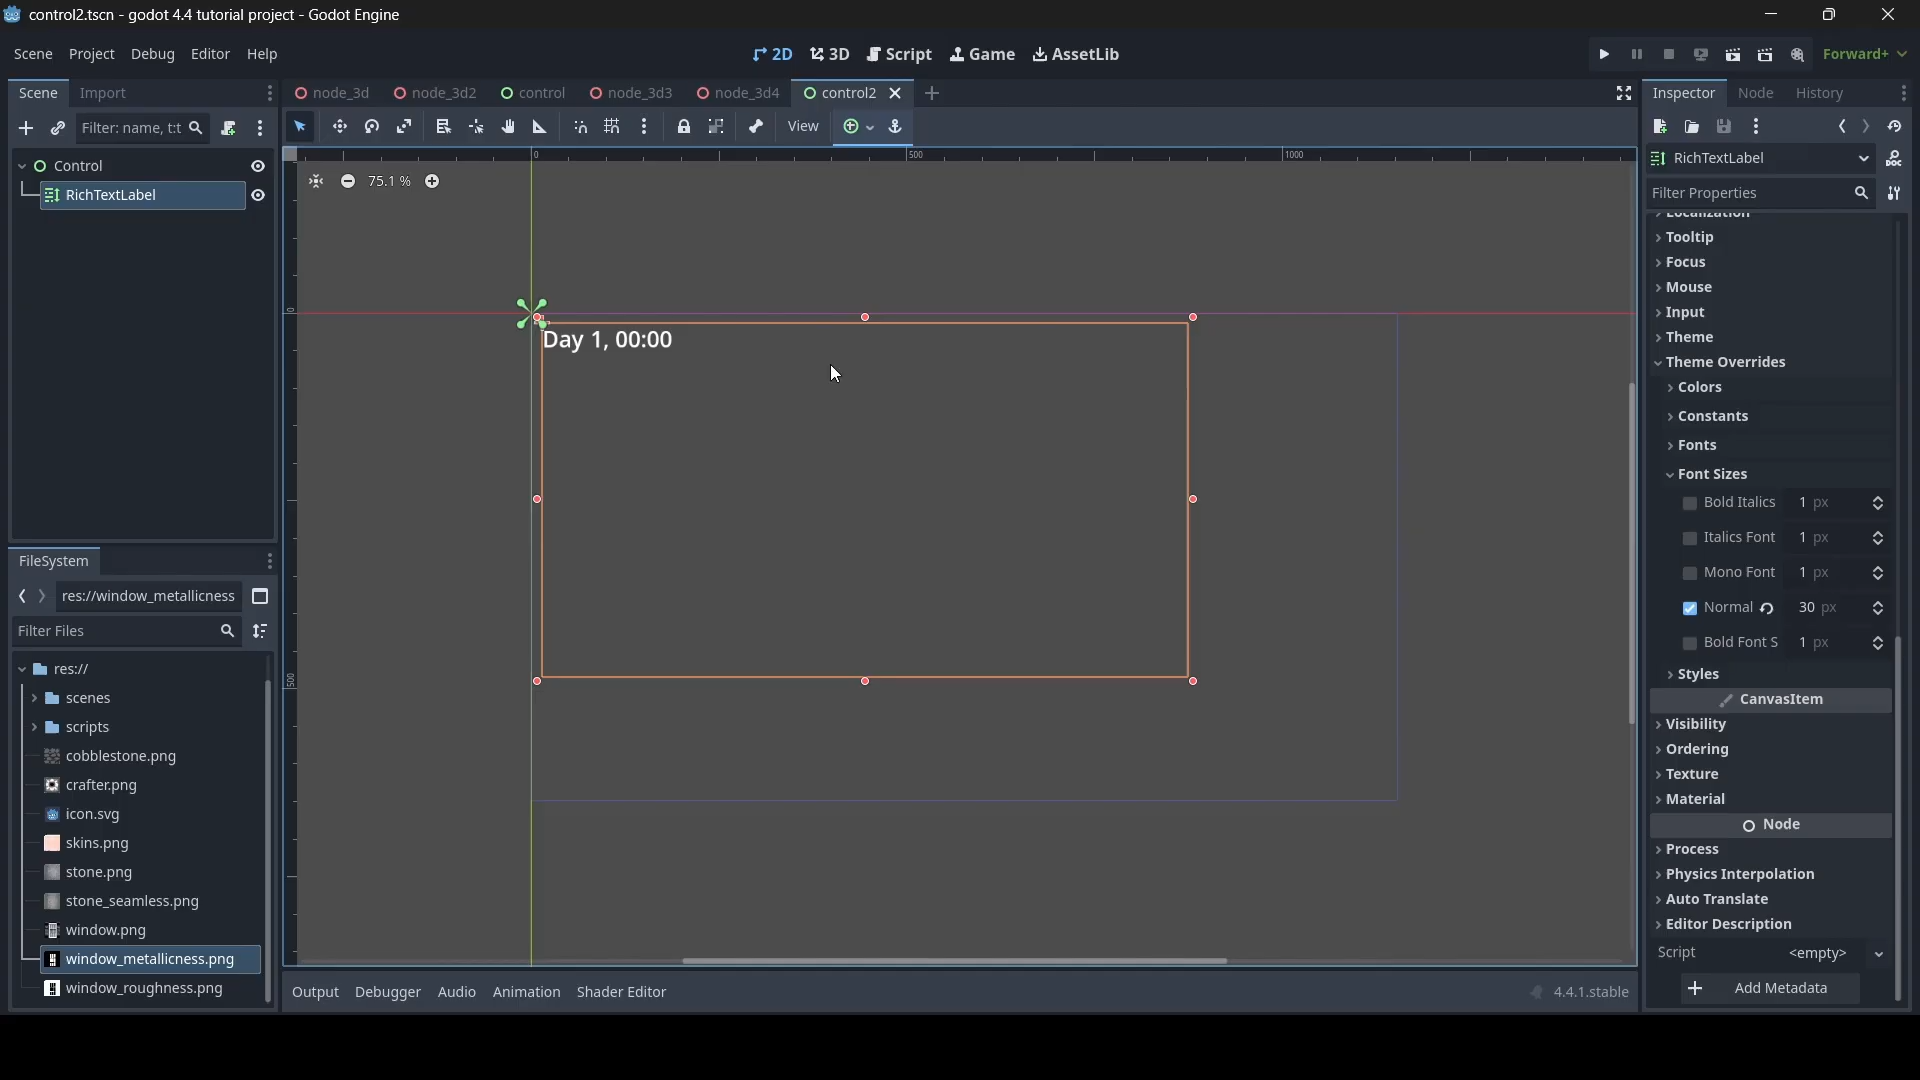 control2.tscn - godot 4.4 tutorial project - Godot Engine
Scene Project Debug Editor Help
2D 3D Script Game AssetLib
Forward+
Scene Import
node_3d node_3d2 control node_3d3 node_3d4 control2
Inspector Node History
Filter: name, t:t
View
Control
RichTextLabel
0 500 1000
75.1 %
0
500
Day 1, 00:00
RichTextLabel
Filter Properties
Localization
Tooltip
Focus
Mouse
Input
Theme
Theme Overrides
Colors
Constants
Fonts
Font Sizes
Bold Italics 1 px
Italics Font 1 px
Mono Font 1 px
Normal 30 px
Bold Font S 1 px
Styles
CanvasItem
Visibility
Ordering
Texture
Material
Node
Process
Physics Interpolation
Auto Translate
Editor Description
Script <empty>
Add Metadata
FileSystem
res://window_metallicness
Filter Files
res://
scenes
scripts
cobblestone.png
crafter.png
icon.svg
skins.png
stone.png
stone_seamless.png
window.png
window_metallicness.png
window_roughness.png
Output Debugger Audio Animation Shader Editor
4.4.1.stable